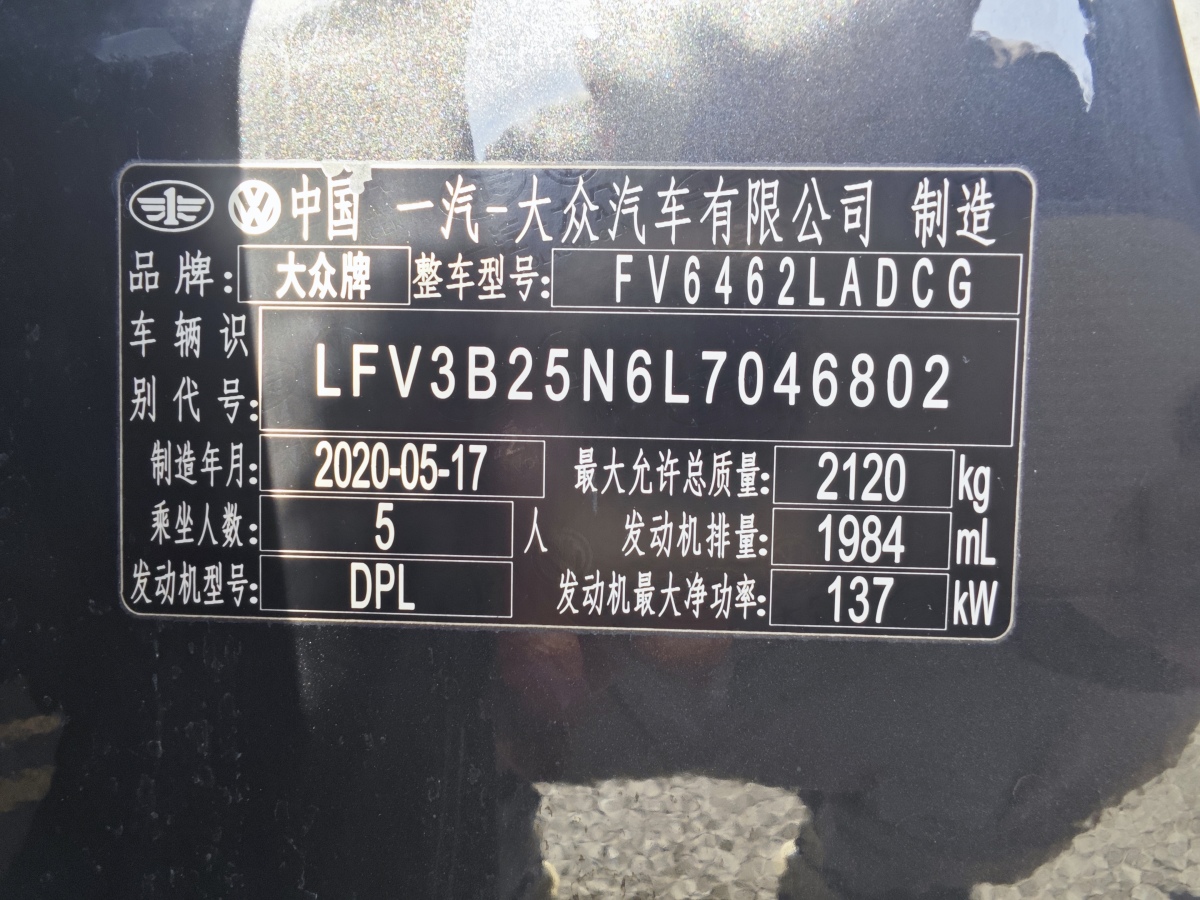 中国 一汽-大众汽车有限公司 制造
品牌: 大众牌 整车型号: FV6462LADCG
车辆识
别代号: LFV3B25N6L7046802
制造年月: 2020-05-17 最大允许总质量: 2120 kg
乘坐人数: 5 人 发动机排量: 1984 mL
发动机型号: DPL 发动机最大净功率: 137 kW